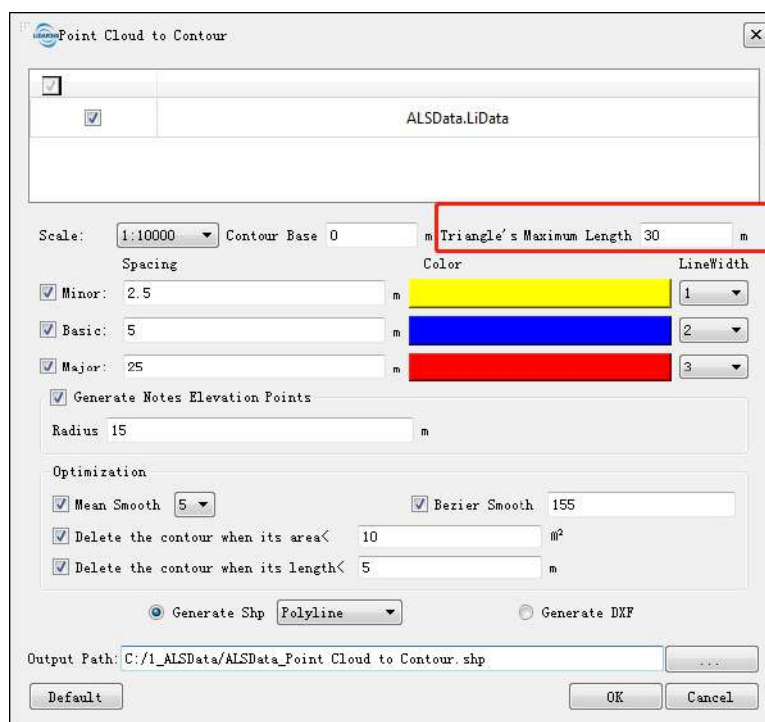 Point Cloud to Contour
ALSData.LiData
Scale: 1:10000 Contour Base 0 m Triangle's Maximum Length 30 m
Spacing Color LineWidth
Minor: 2.5 m 1
Basic: 5 m 2
Major: 25 m 3
Generate Notes Elevation Points
Radius 15 m
Optimization
Mean Smooth 5 Bezier Smooth 155
Delete the contour when its area< 10 m²
Delete the contour when its length< 5 m
Generate Shp Polyline Generate DXF
Output Path: C:/1_ALSData/ALSData_Point Cloud to Contour.shp ...
Default OK Cancel